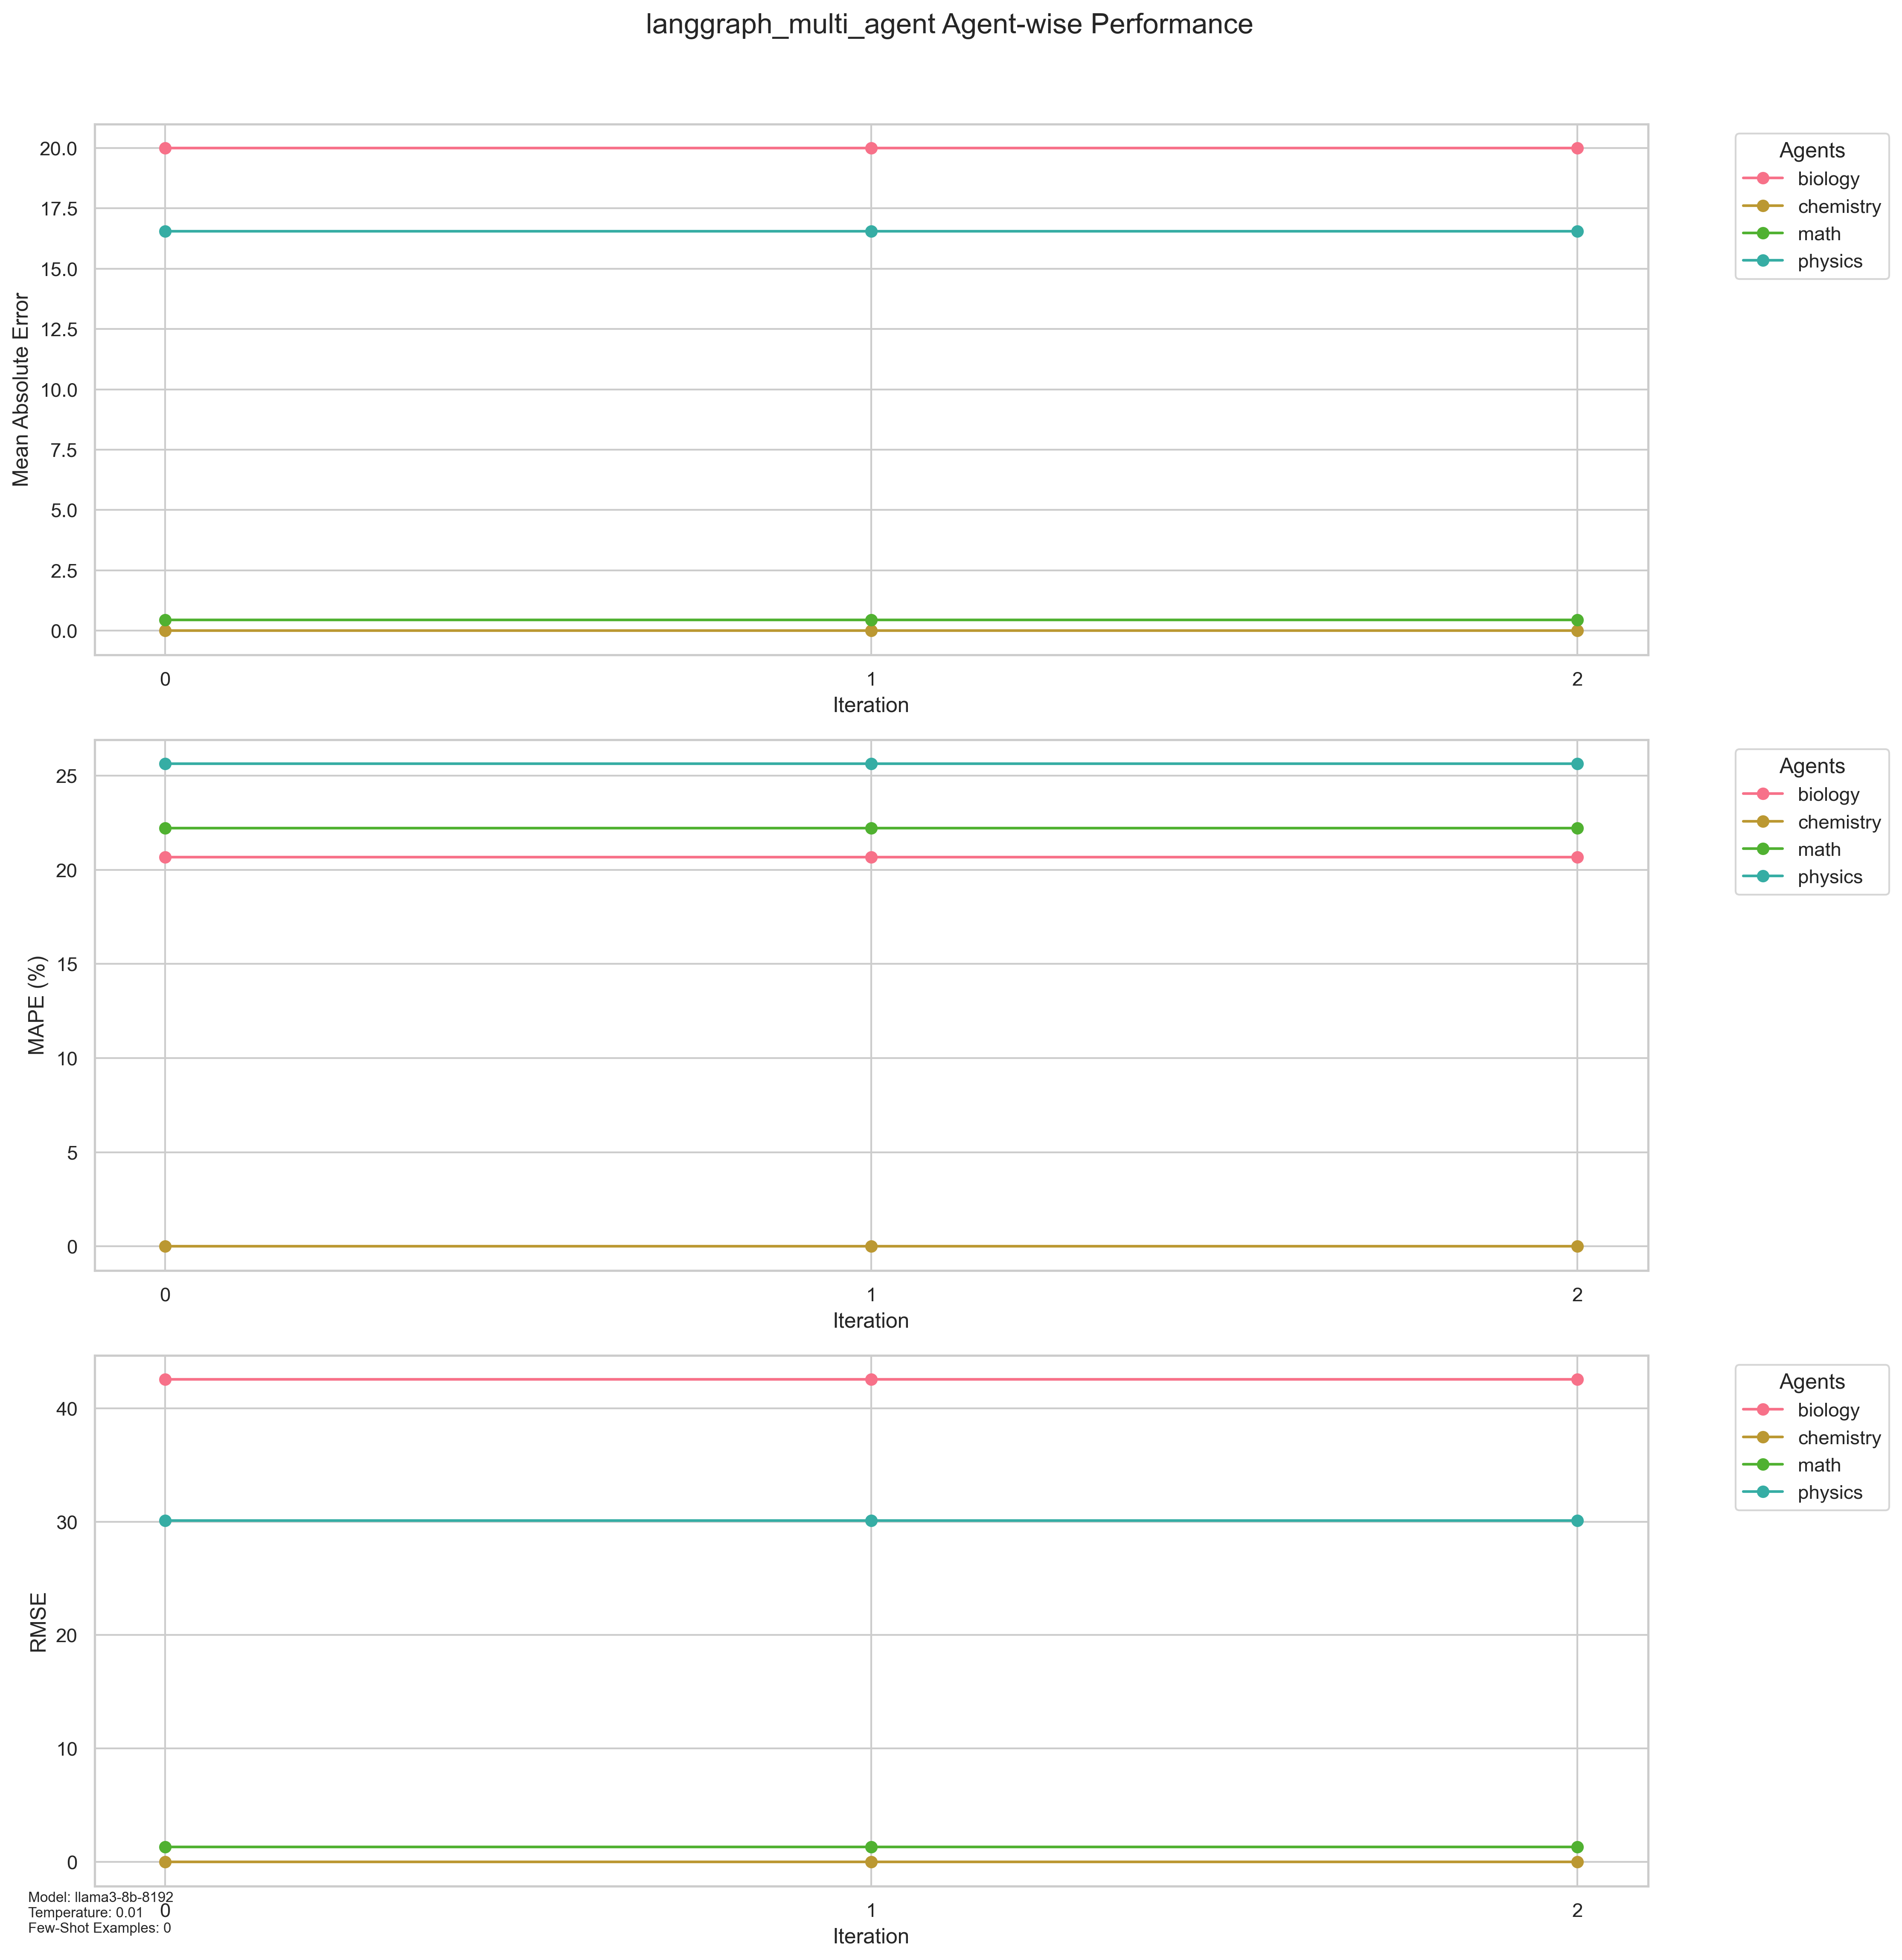 langgraph_multi_agent Agent-wise Performance
20.0
17.5
15.0
12.5
10.0
7.5
5.0
2.5
0.0
Mean Absolute Error
0 1 2
Iteration
Agents
biology
chemistry
math
physics
25
20
15
10
5
0
MAPE (%)
0 1 2
Iteration
Agents
biology
chemistry
math
physics
40
30
20
10
0
RMSE
0 1 2
Iteration
Agents
biology
chemistry
math
physics
Model: llama3-8b-8192
Temperature: 0.01
Few-Shot Examples: 0